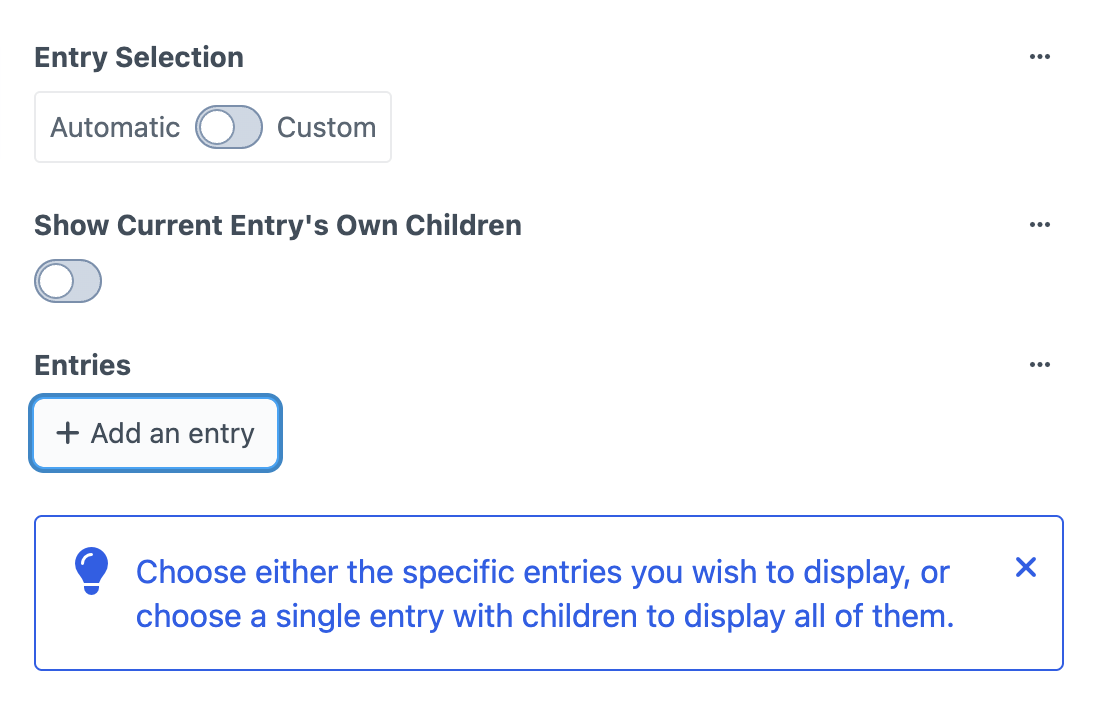 Entry Selection
Automatic Custom
Show Current Entry's Own Children
Entries
+ Add an entry
Choose either the specific entries you wish to display, or
choose a single entry with children to display all of them.